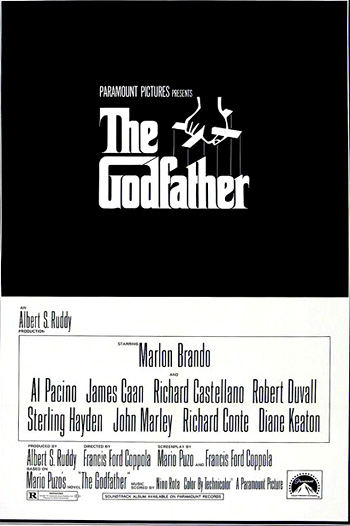 PARAMOUNT PICTURES PRESENTS
The
Godfather
AN
Albert S. Ruddy
PRODUCTION
STARRING
Marlon Brando
AND
Al Pacino James Caan Richard Castellano Robert Duvall
Sterling Hayden John Marley Richard Conte Diane Keaton
PRODUCED BY DIRECTED BY SCREENPLAY BY
Albert S. Ruddy Francis Ford Coppola Mario Puzo AND Francis Ford Coppola
BASED ON
Mario Puzo's NOVEL "The Godfather" MUSIC SCORED BY Nino Rota Color By Technicolor® A Paramount Picture
R RESTRICTED
SOUNDTRACK ALBUM AVAILABLE ON PARAMOUNT RECORDS
Paramount